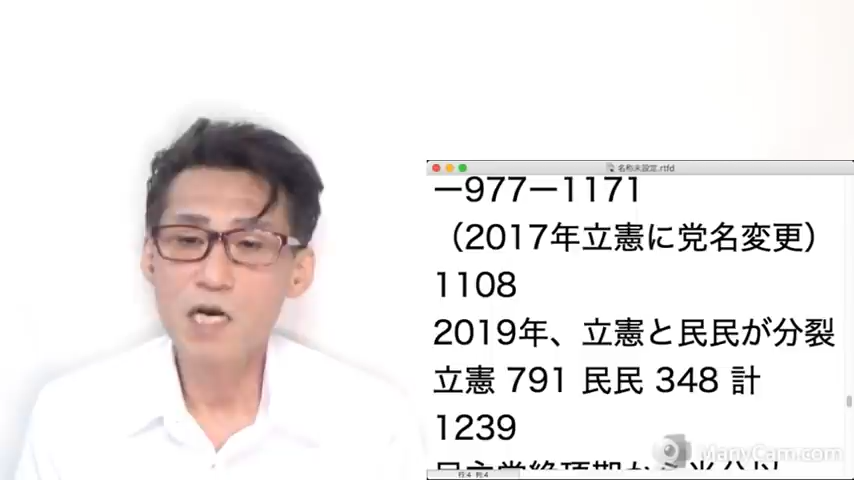 名称未設定.rtfd
ー977ー1171
（2017年立憲に党名変更）
1108
2019年、立憲と民民が分裂
立憲 791 民民 348 計
1239
ManyCam.com